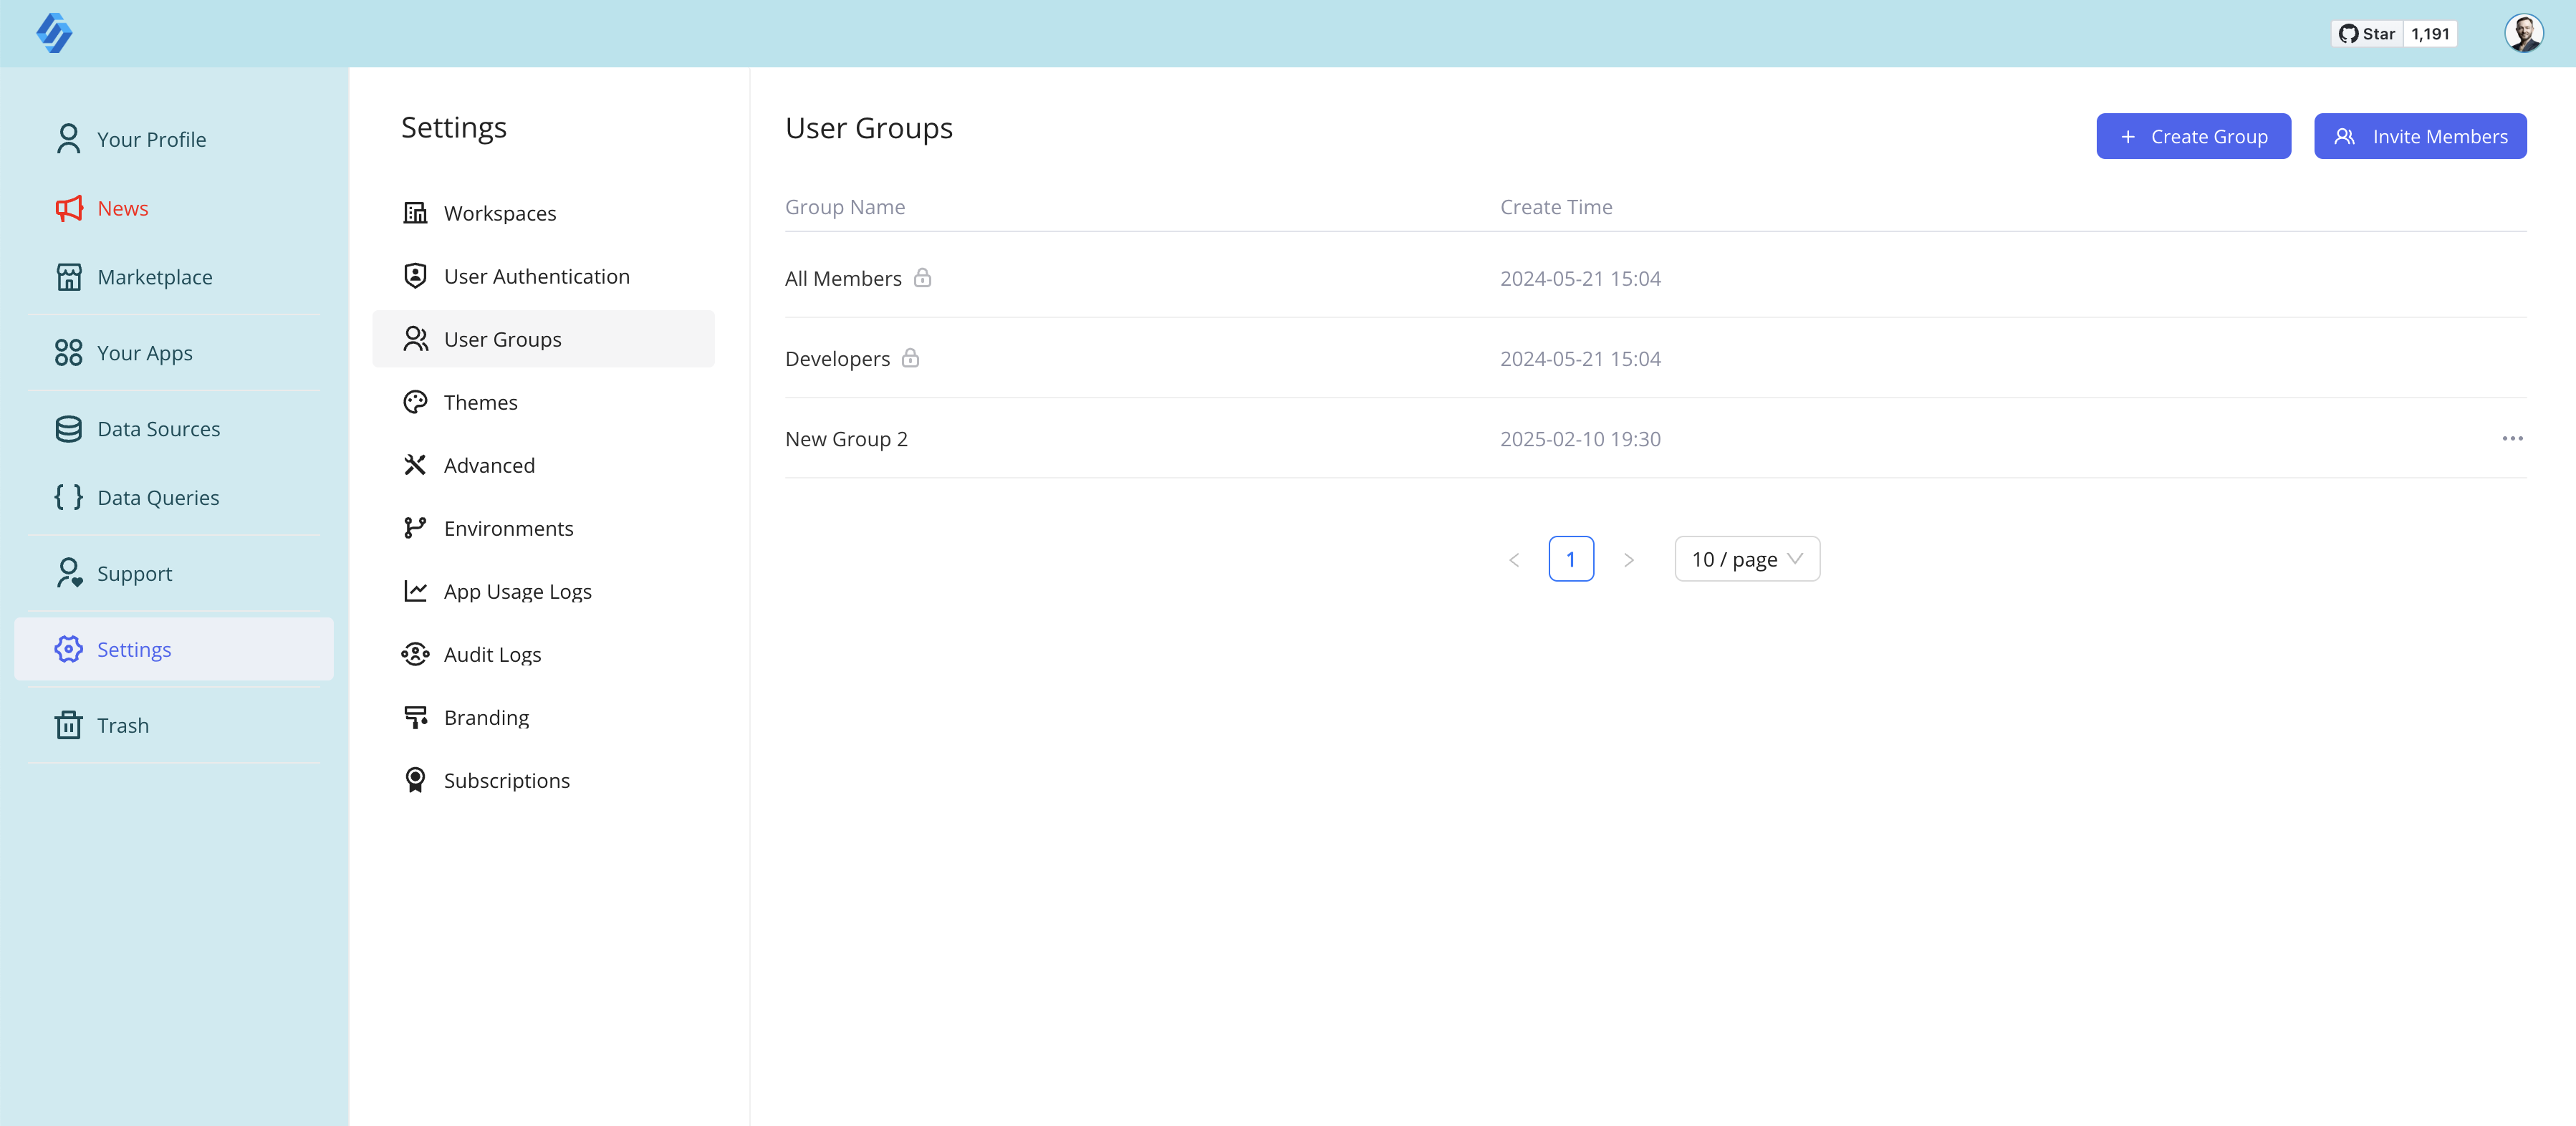 Star 1,191
Your Profile
News
Marketplace
Your Apps
Data Sources
Data Queries
Support
Settings
Trash
Settings
Workspaces
User Authentication
User Groups
Themes
Advanced
Environments
App Usage Logs
Audit Logs
Branding
Subscriptions
User Groups
+ Create Group
Invite Members
Group Name Create Time
All Members 2024-05-21 15:04
Developers 2024-05-21 15:04
New Group 2 2025-02-10 19:30 •••
< 1 > 10 / page